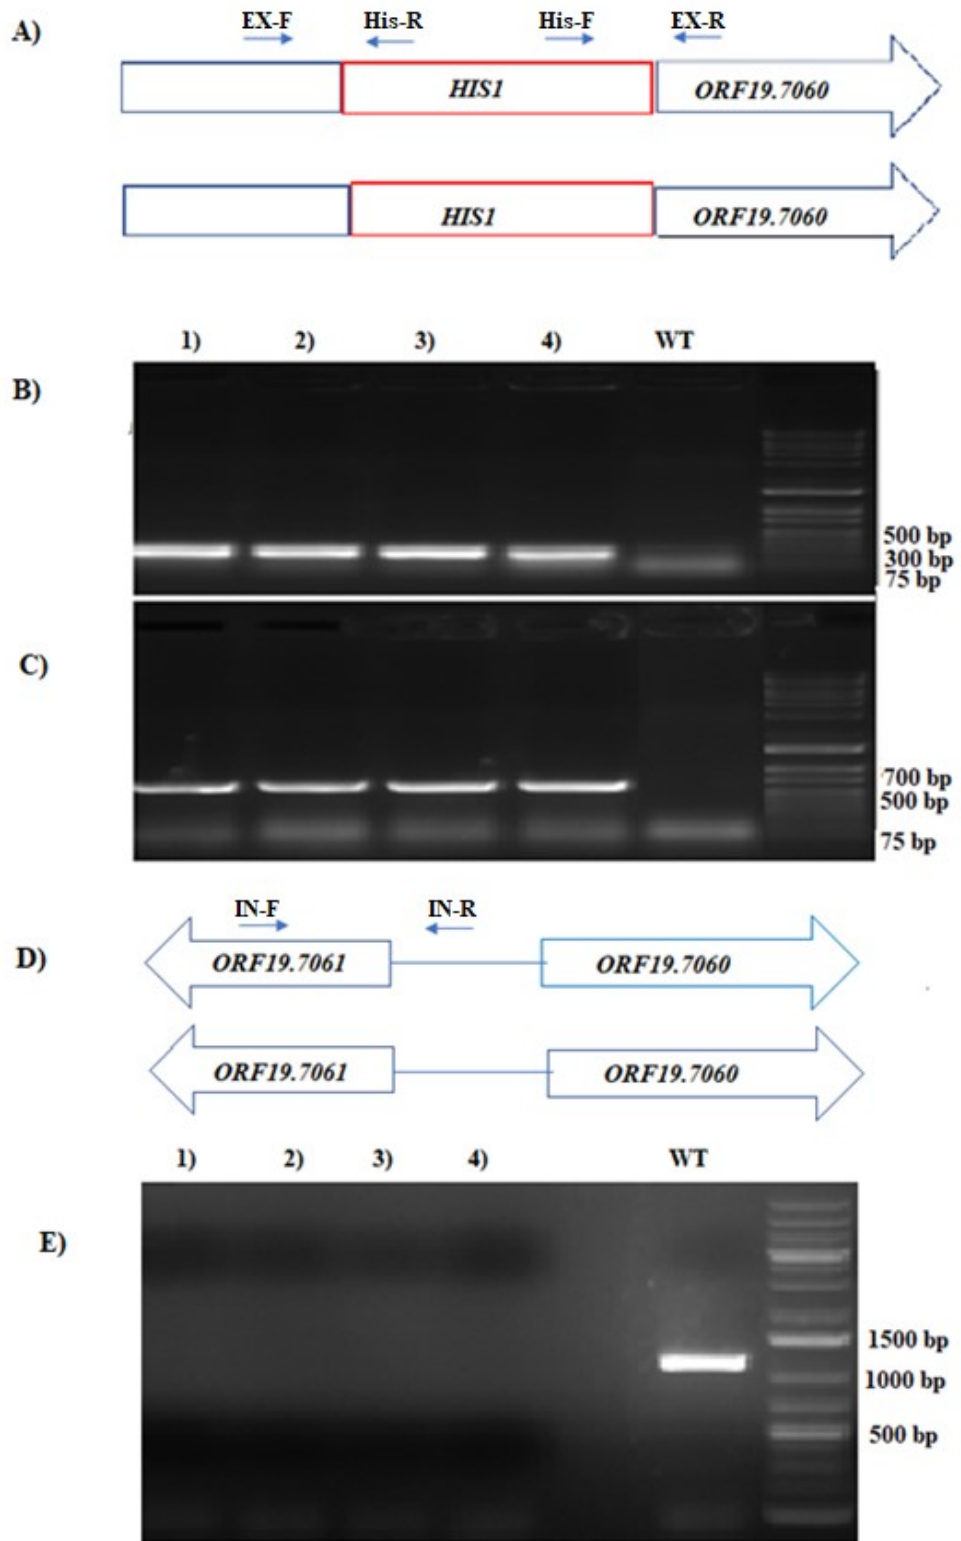 A)
EX-F His-R His-F EX-R
HIS1 ORF19.7060
HIS1 ORF19.7060
1) 2) 3) 4) WT
B)
500 bp
300 bp
75 bp
C)
700 bp
500 bp
75 bp
IN-F IN-R
D)
ORF19.7061 ORF19.7060
ORF19.7061 ORF19.7060
1) 2) 3) 4) WT
E)
1500 bp
1000 bp
500 bp